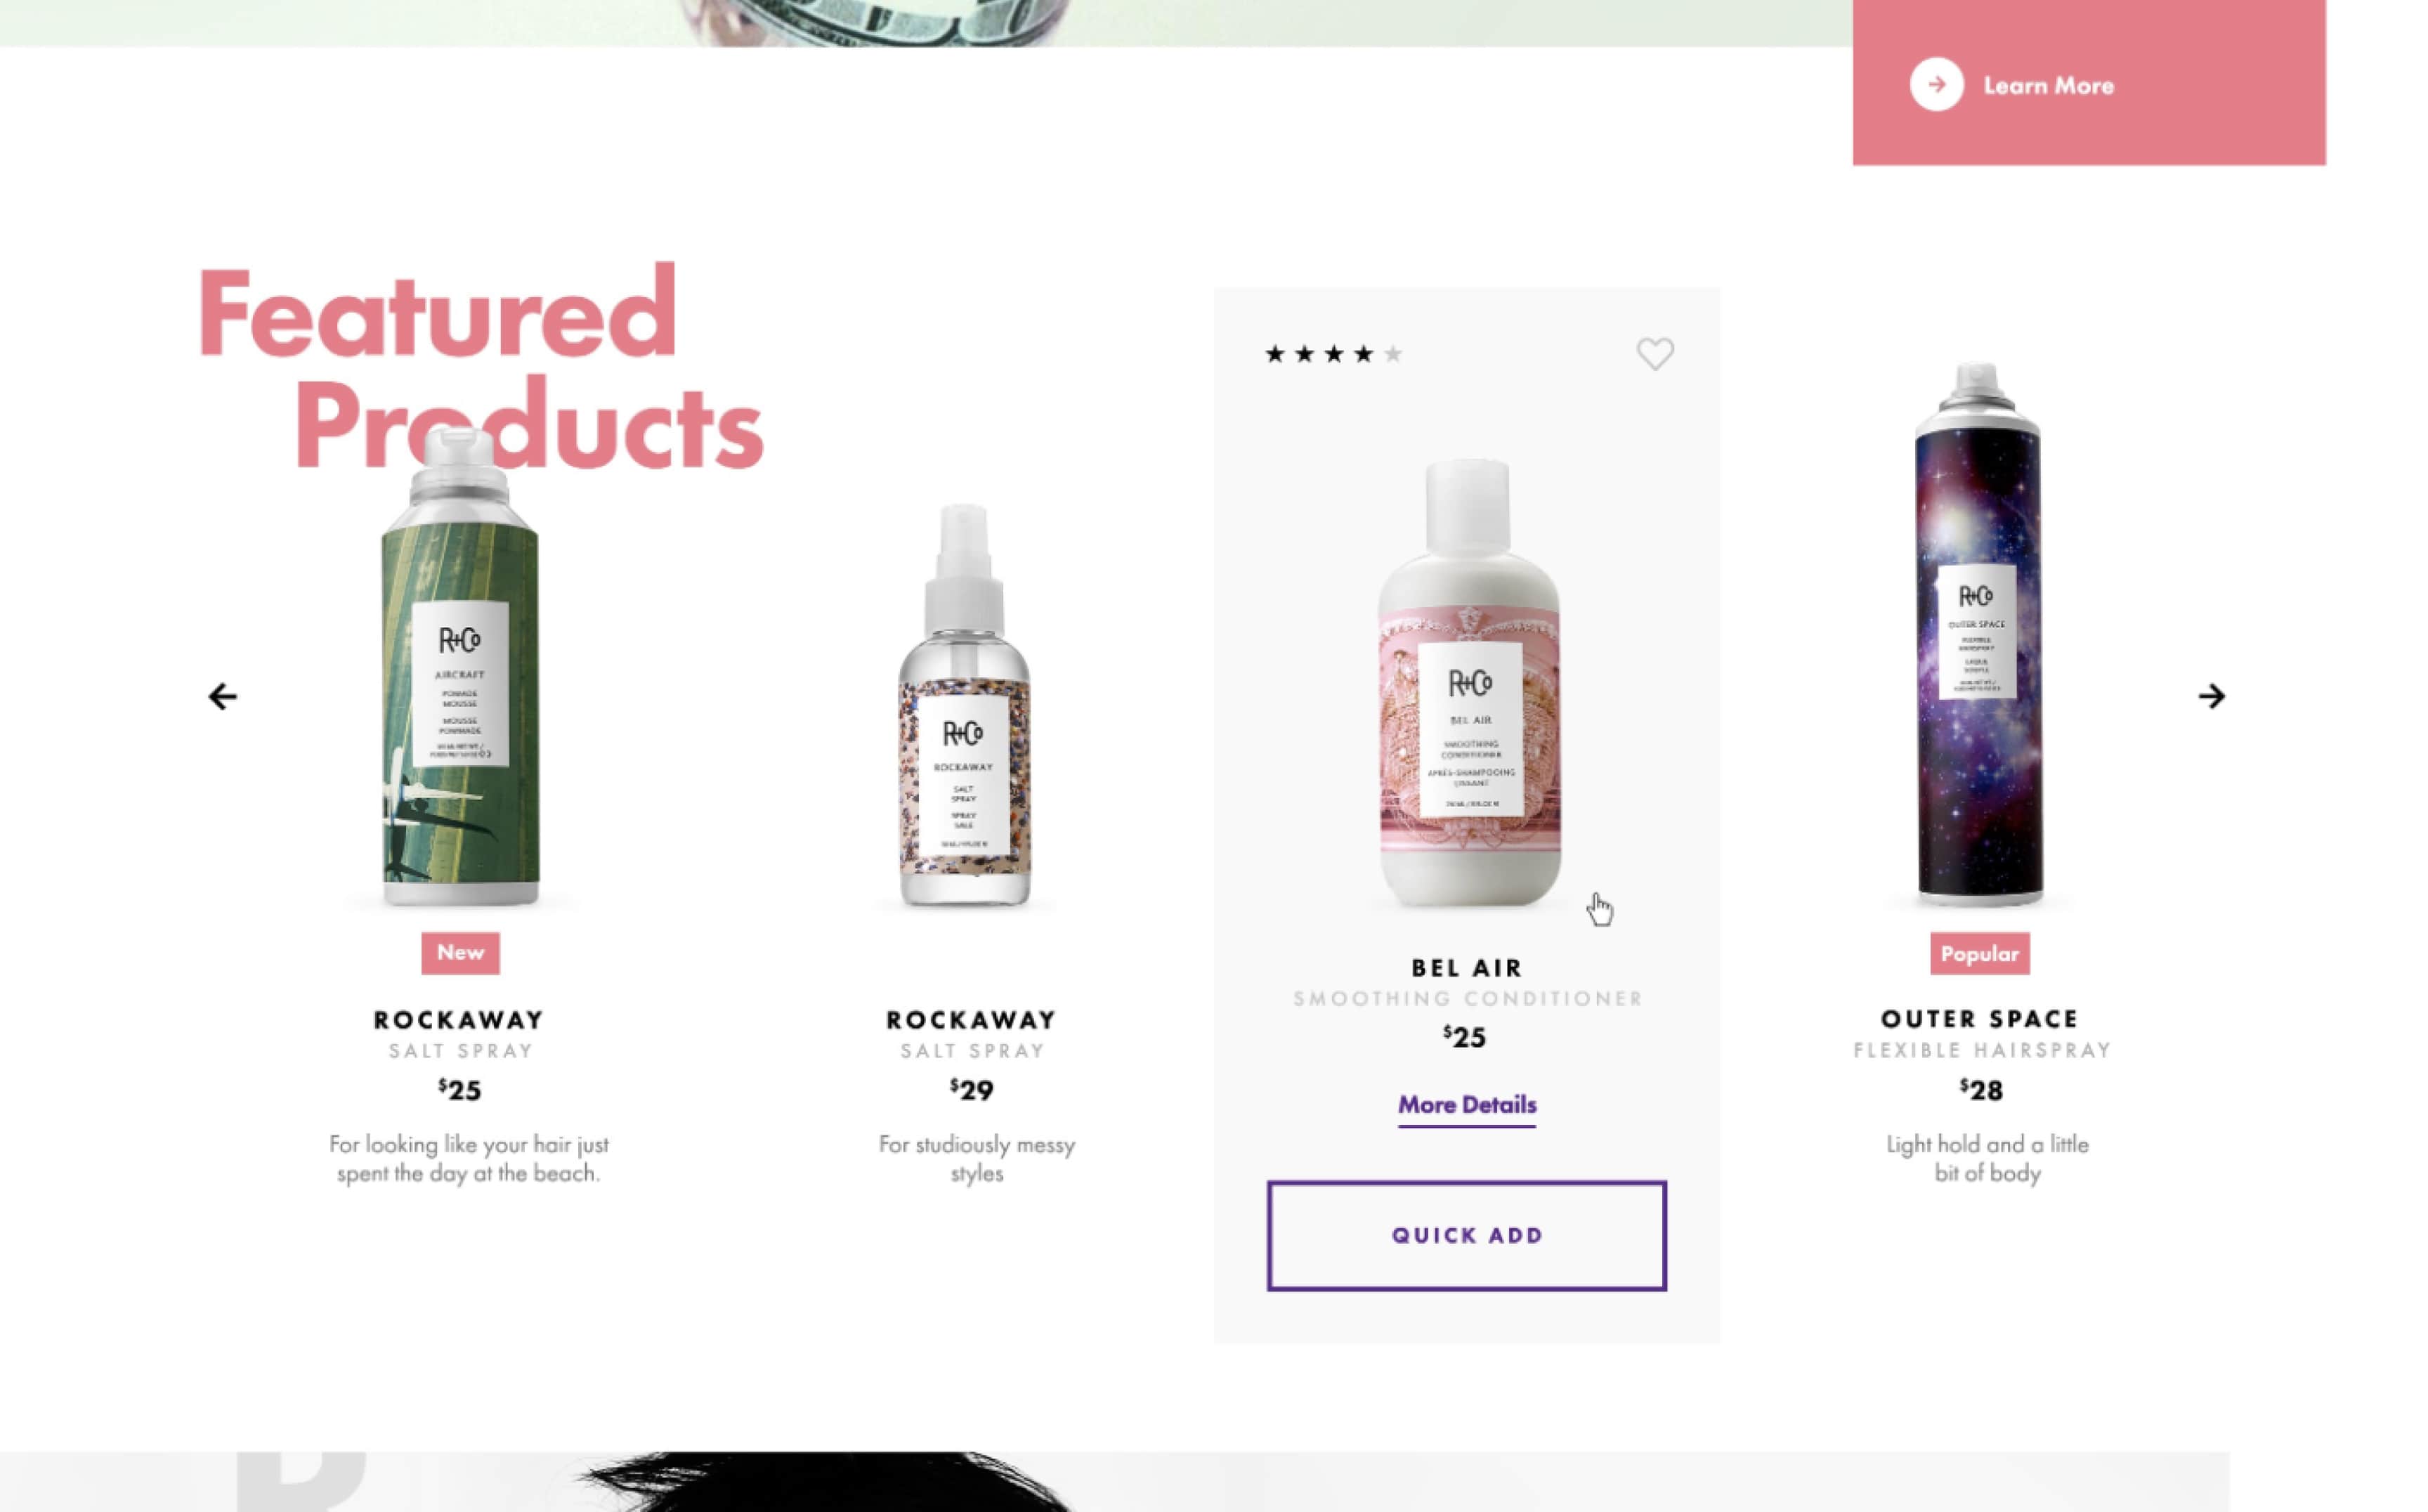 Learn More
Featured
Products
R+Co
AIRCRAFT
POMADE
MOUSSE
MOUSSE
POMMADE
New
ROCKAWAY
SALT SPRAY
$25
For looking like your hair just
spent the day at the beach.
R+Co
ROCKAWAY
SALT
SPRAY
SPRAY
SALÉ
ROCKAWAY
SALT SPRAY
$29
For studiously messy
styles
R+Co
BEL AIR
SMOOTHING
CONDITIONER
APRÈS-SHAMPOOING
LISSANT
BEL AIR
SMOOTHING CONDITIONER
$25
More Details
QUICK ADD
R+Co
OUTER SPACE
FLEXIBLE
HAIRSPRAY
Popular
OUTER SPACE
FLEXIBLE HAIRSPRAY
$28
Light hold and a little
bit of body